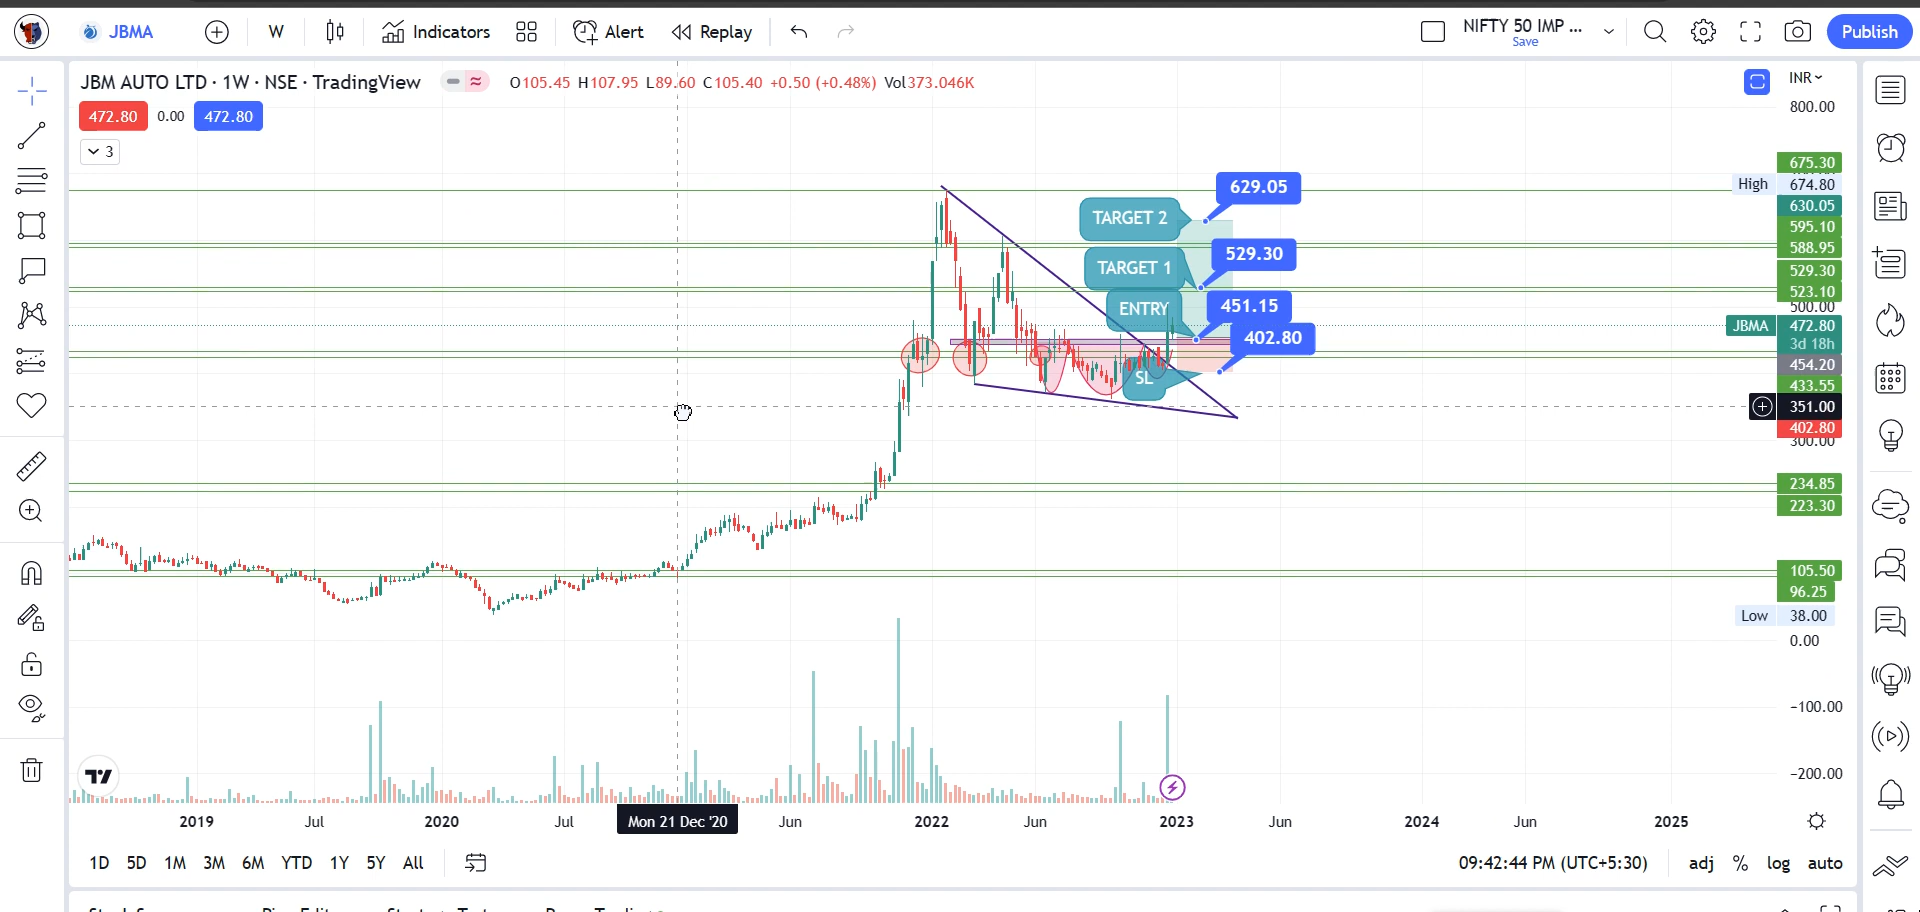 JBMA
W
Indicators
Alert
Replay
NIFTY 50 IMP ...
Save
Publish
JBM AUTO LTD · 1W · NSE · TradingView
O105.45 H107.95 L89.60 C105.40 +0.50 (+0.48%) Vol373.046K
INR
472.80 0.00 472.80
3
800.00
675.30
High 674.80
630.05
595.10
588.95
529.30
523.10
500.00
JBMA 472.80
3d 18h
454.20
433.55
351.00
402.80
300.00
234.85
223.30
105.50
96.25
Low 38.00
0.00
−100.00
−200.00
629.05
TARGET 2
529.30
TARGET 1
451.15
ENTRY
402.80
SL
2019 Jul 2020 Jul Mon 21 Dec '20 Jun 2022 Jun 2023 Jun 2024 Jun 2025
1D 5D 1M 3M 6M YTD 1Y 5Y All
09:42:44 PM (UTC+5:30)
adj % log auto